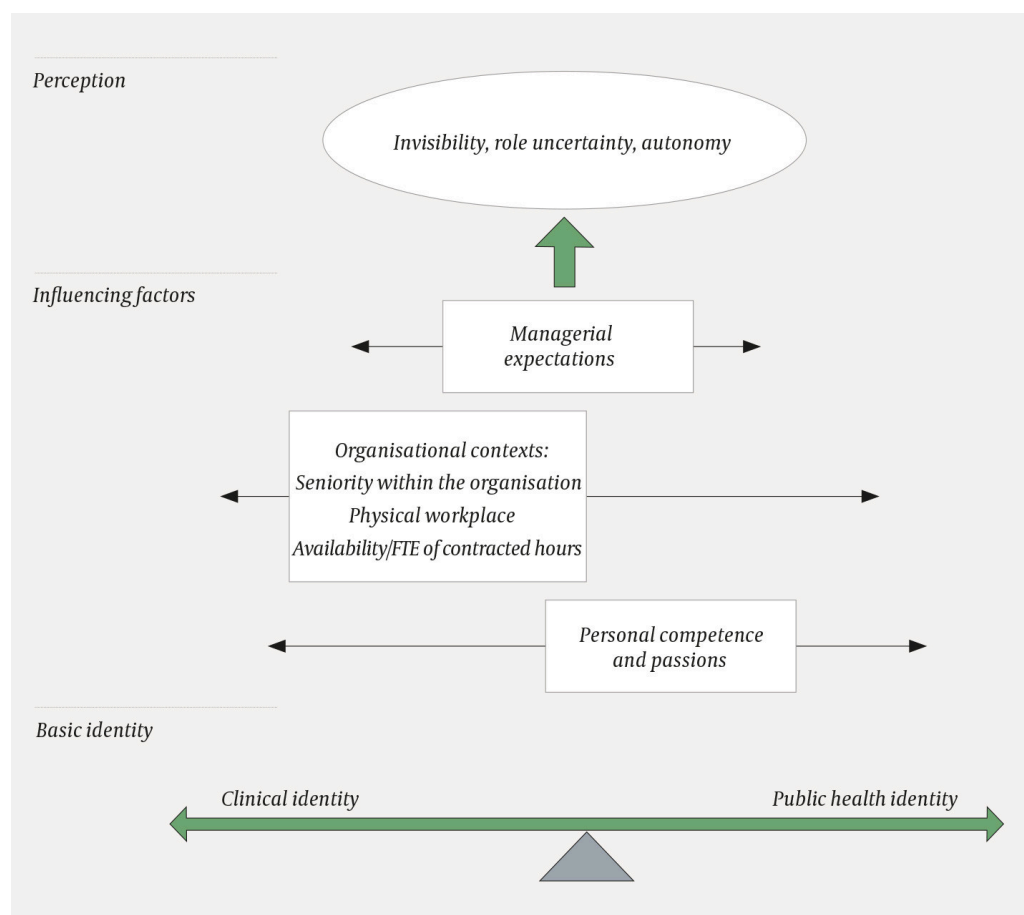 Perception
Invisibility, role uncertainty, autonomy
Influencing factors
Managerial
expectations
Organisational contexts:
Seniority within the organisation
Physical workplace
Availability/FTE of contracted hours
Personal competence
and passions
Basic identity
Clinical identity
Public health identity